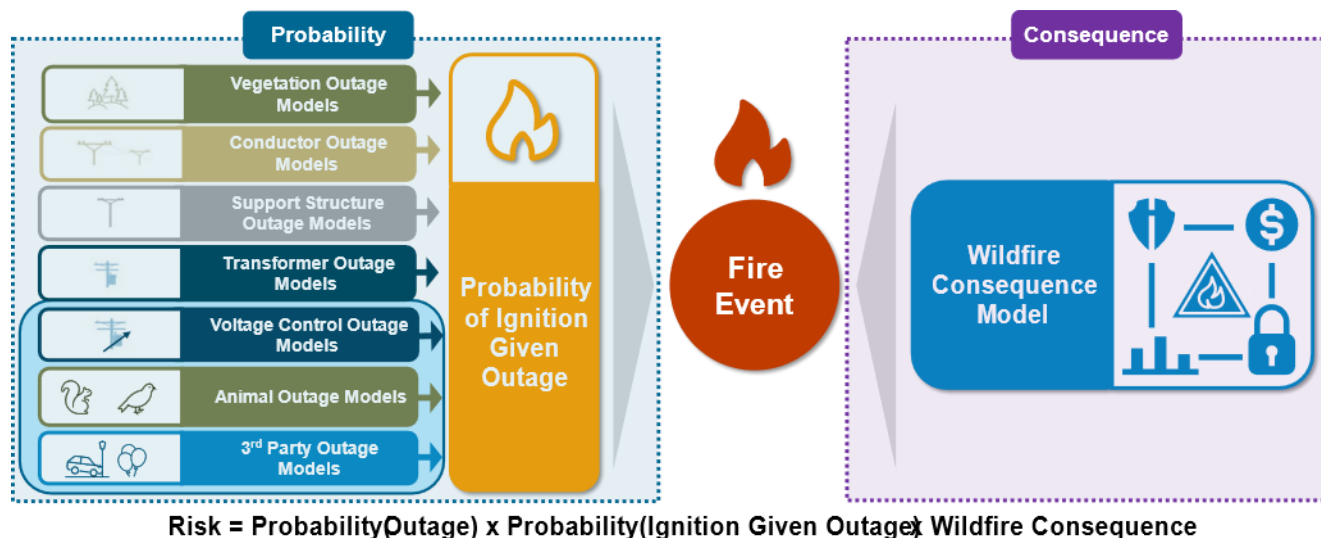 Probability
Consequence
Vegetation Outage
Models
Conductor Outage
Models
Support Structure
Outage Models
Transformer Outage
Models
Voltage Control Outage
Models
Animal Outage Models
3rd Party Outage
Models
Probability
of Ignition
Given
Outage
Fire
Event
Wildfire
Consequence
Model
$
Risk = Probability(Outage) x Probability(Ignition Given Outage) x Wildfire Consequence